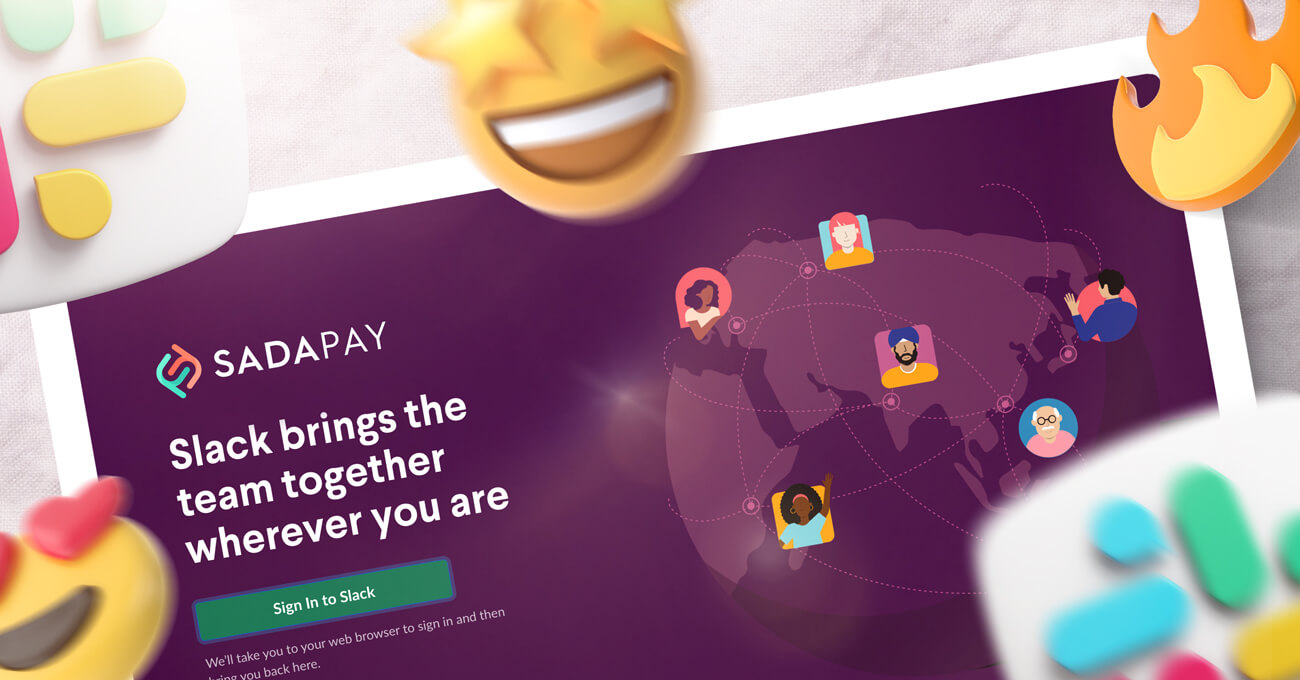 SADAPAY
Slack brings the
team together
wherever you are
Sign In to Slack
We'll take you to your web browser to sign in and then
bring you back here.